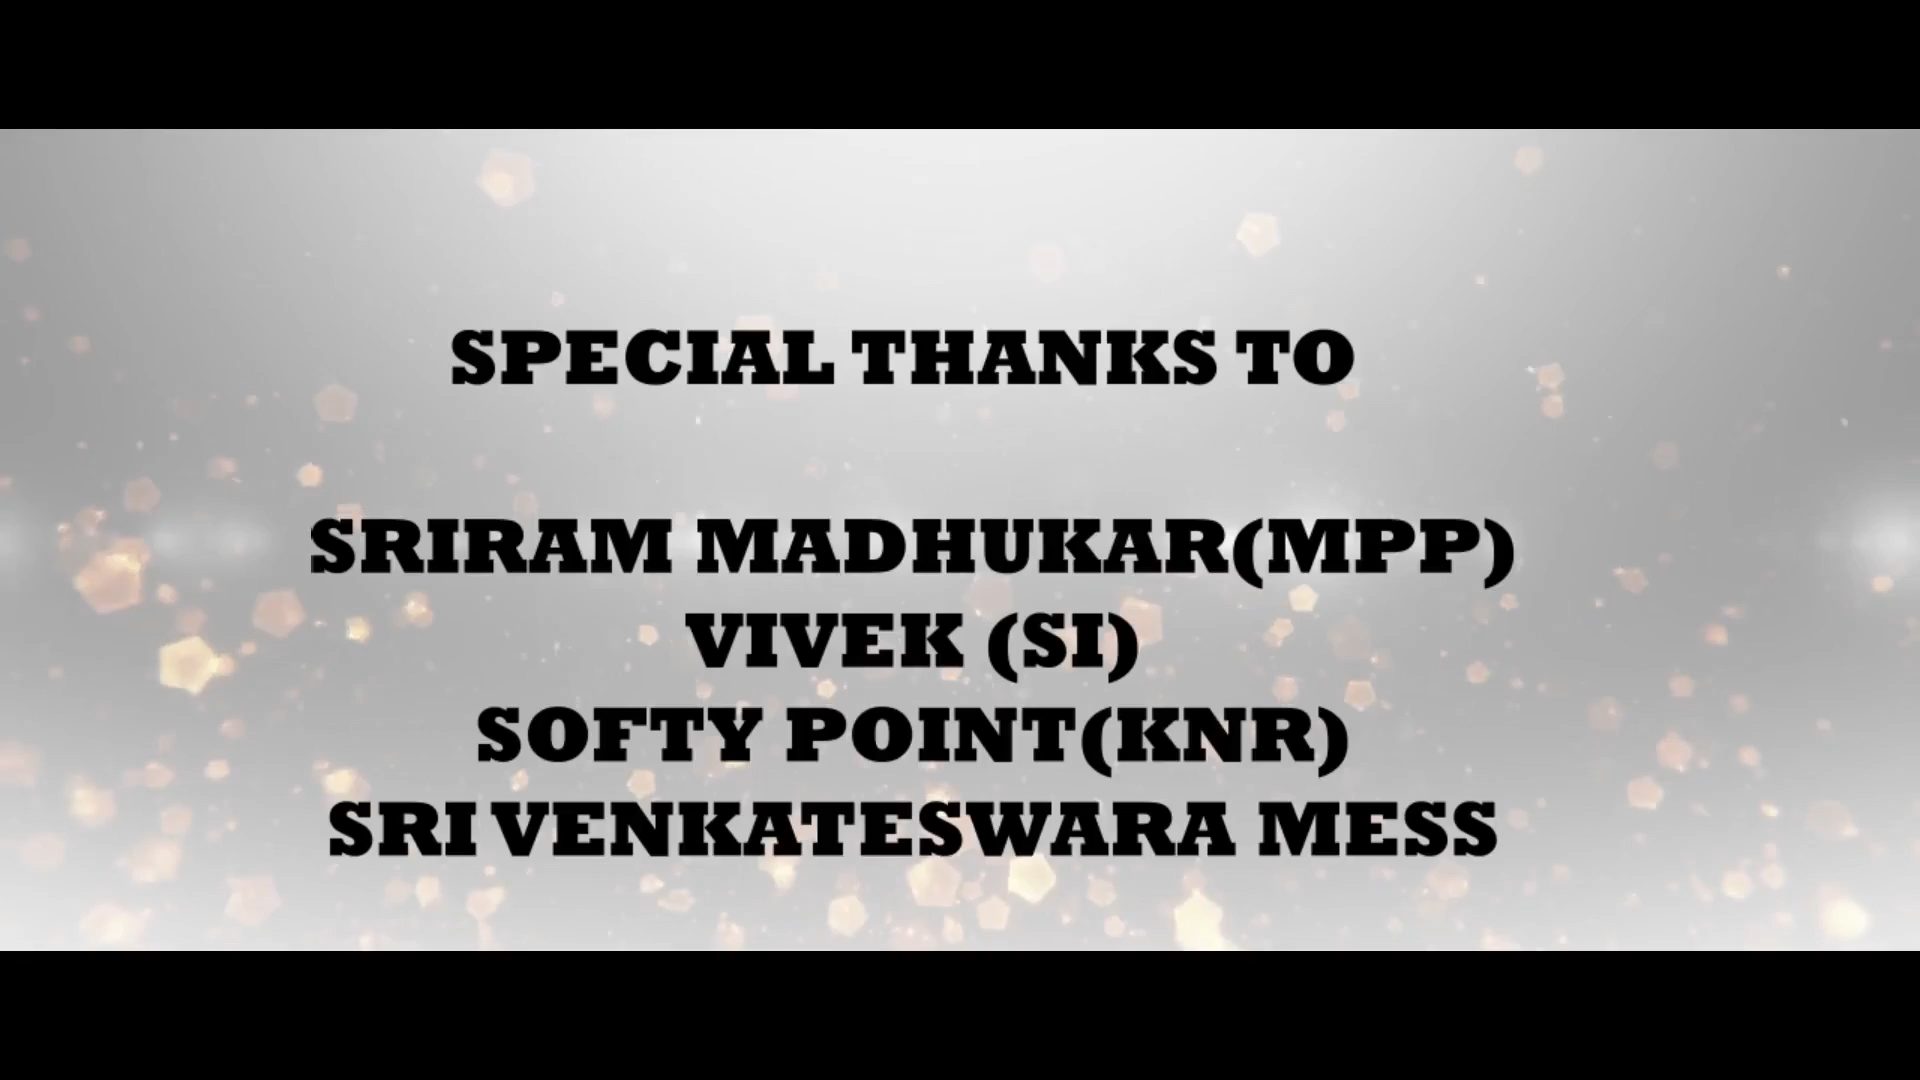 SPECIAL THANKS TO
SRIRAM MADHUKAR(MPP)
VIVEK (SI)
SOFTY POINT(KNR)
SRI VENKATESWARA MESS